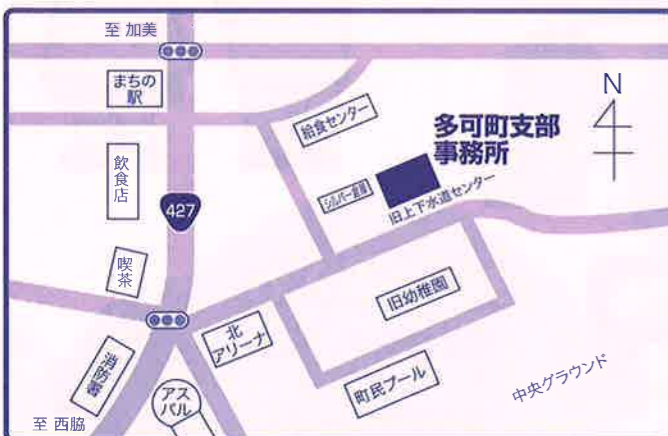 至 加美
まちの
駅
給食センター
N
多可町支部
事務所
飲食店
シルバー倉庫
旧上下水道センター
427
喫茶
旧幼稚園
北
アリーナ
消防署
町民プール
中央グラウンド
アス
パル
至 西脇